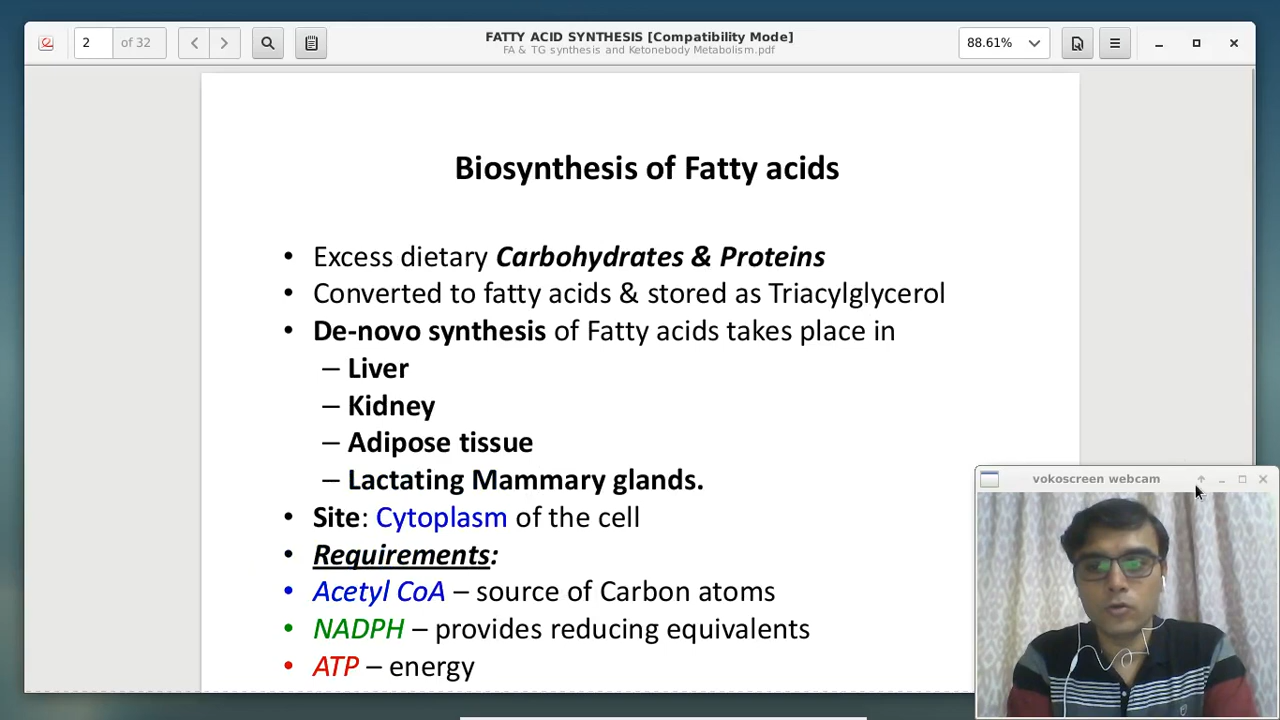 2
of 32
FATTY ACID SYNTHESIS [Compatibility Mode]
FA & TG synthesis and Ketonebody Metabolism.pdf
88.61%
Biosynthesis of Fatty acids
• Excess dietary Carbohydrates & Proteins
• Converted to fatty acids & stored as Triacylglycerol
• De-novo synthesis of Fatty acids takes place in
– Liver
– Kidney
– Adipose tissue
– Lactating Mammary glands.
• Site: Cytoplasm of the cell
• Requirements:
• Acetyl CoA – source of Carbon atoms
• NADPH – provides reducing equivalents
• ATP – energy
vokoscreen webcam